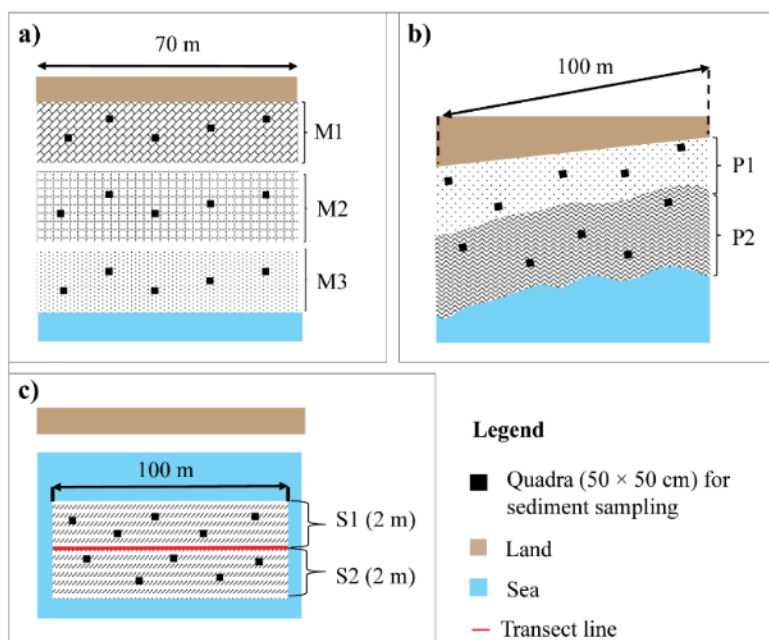 a)
70 m
M1
M2
M3
b)
100 m
P1
P2
c)
100 m
S1 (2 m)
S2 (2 m)
Legend
Quadra (50 × 50 cm) for
sediment sampling
Land
Sea
Transect line